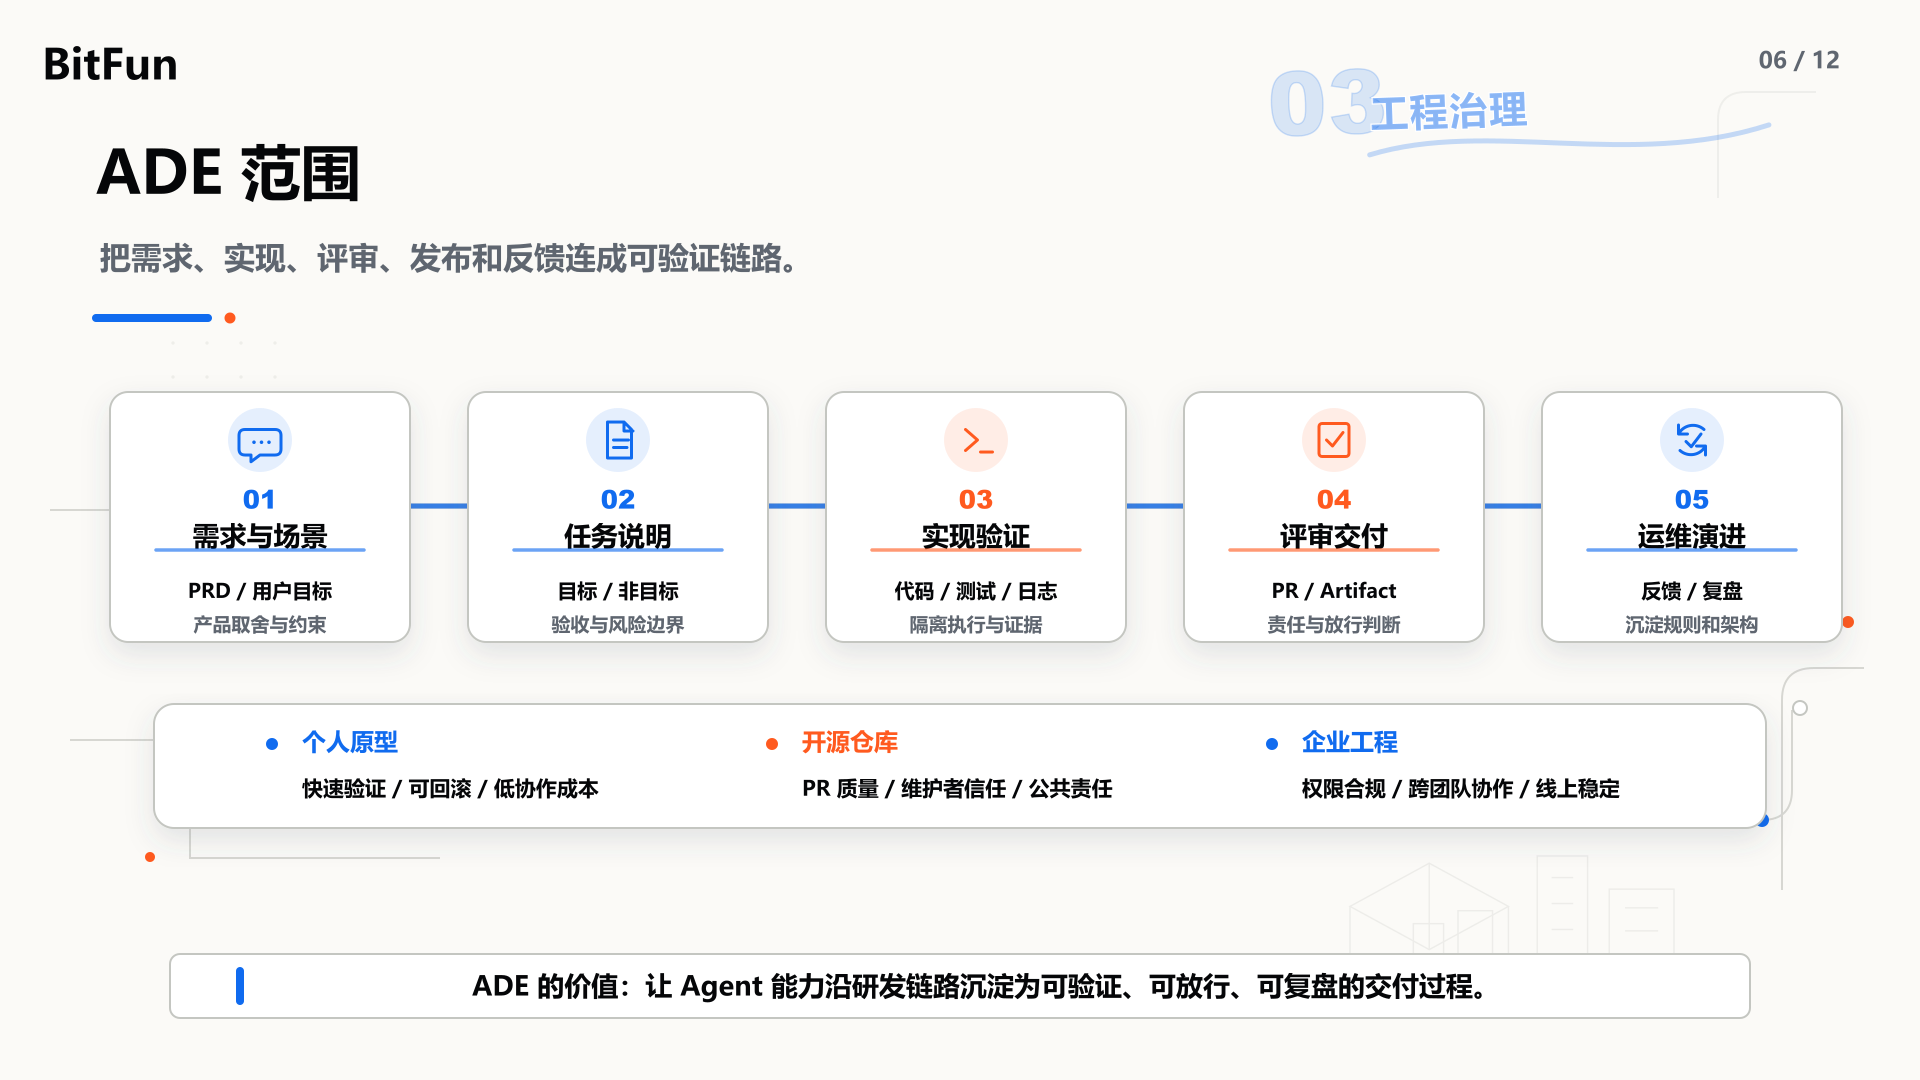 BitFun
06 / 12
03
工程治理
ADE 范围
把需求、实现、评审、发布和反馈连成可验证链路。
01
需求与场景
PRD / 用户目标
产品取舍与约束
02
任务说明
目标 / 非目标
验收与风险边界
03
实现验证
代码 / 测试 / 日志
隔离执行与证据
04
评审交付
PR / Artifact
责任与放行判断
05
运维演进
反馈 / 复盘
沉淀规则和架构
个人原型
快速验证 / 可回滚 / 低协作成本
开源仓库
PR 质量 / 维护者信任 / 公共责任
企业工程
权限合规 / 跨团队协作 / 线上稳定
ADE 的价值：让 Agent 能力沿研发链路沉淀为可验证、可放行、可复盘的交付过程。